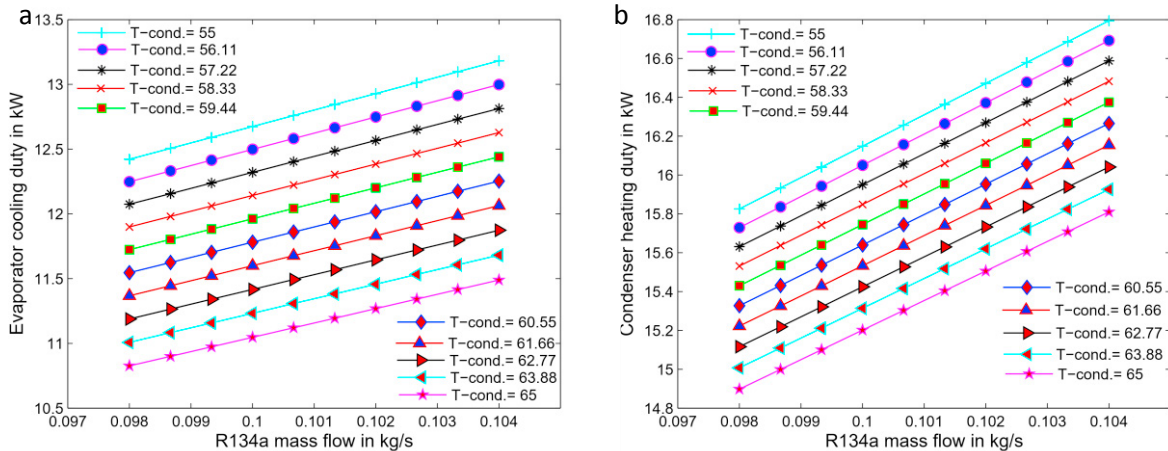 a
Evaporator cooling duty in kW
13.5
13
12.5
12
11.5
11
10.5
T-cond.= 55
T-cond.= 56.11
T-cond.= 57.22
T-cond.= 58.33
T-cond.= 59.44
T-cond.= 60.55
T-cond.= 61.66
T-cond.= 62.77
T-cond.= 63.88
T-cond.= 65
0.097 0.098 0.099 0.1 0.101 0.102 0.103 0.104
R134a mass flow in kg/s
b
Condenser heating duty in kW
16.8
16.6
16.4
16.2
16
15.8
15.6
15.4
15.2
15
14.8
T-cond.= 55
T-cond.= 56.11
T-cond.= 57.22
T-cond.= 58.33
T-cond.= 59.44
T-cond.= 60.55
T-cond.= 61.66
T-cond.= 62.77
T-cond.= 63.88
T-cond.= 65
0.097 0.098 0.099 0.1 0.101 0.102 0.103 0.104
R134a mass flow in kg/s